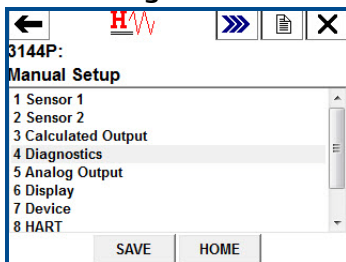 H
3144P:
Manual Setup
1 Sensor 1
2 Sensor 2
3 Calculated Output
4 Diagnostics
5 Analog Output
6 Display
7 Device
8 HART
SAVE HOME